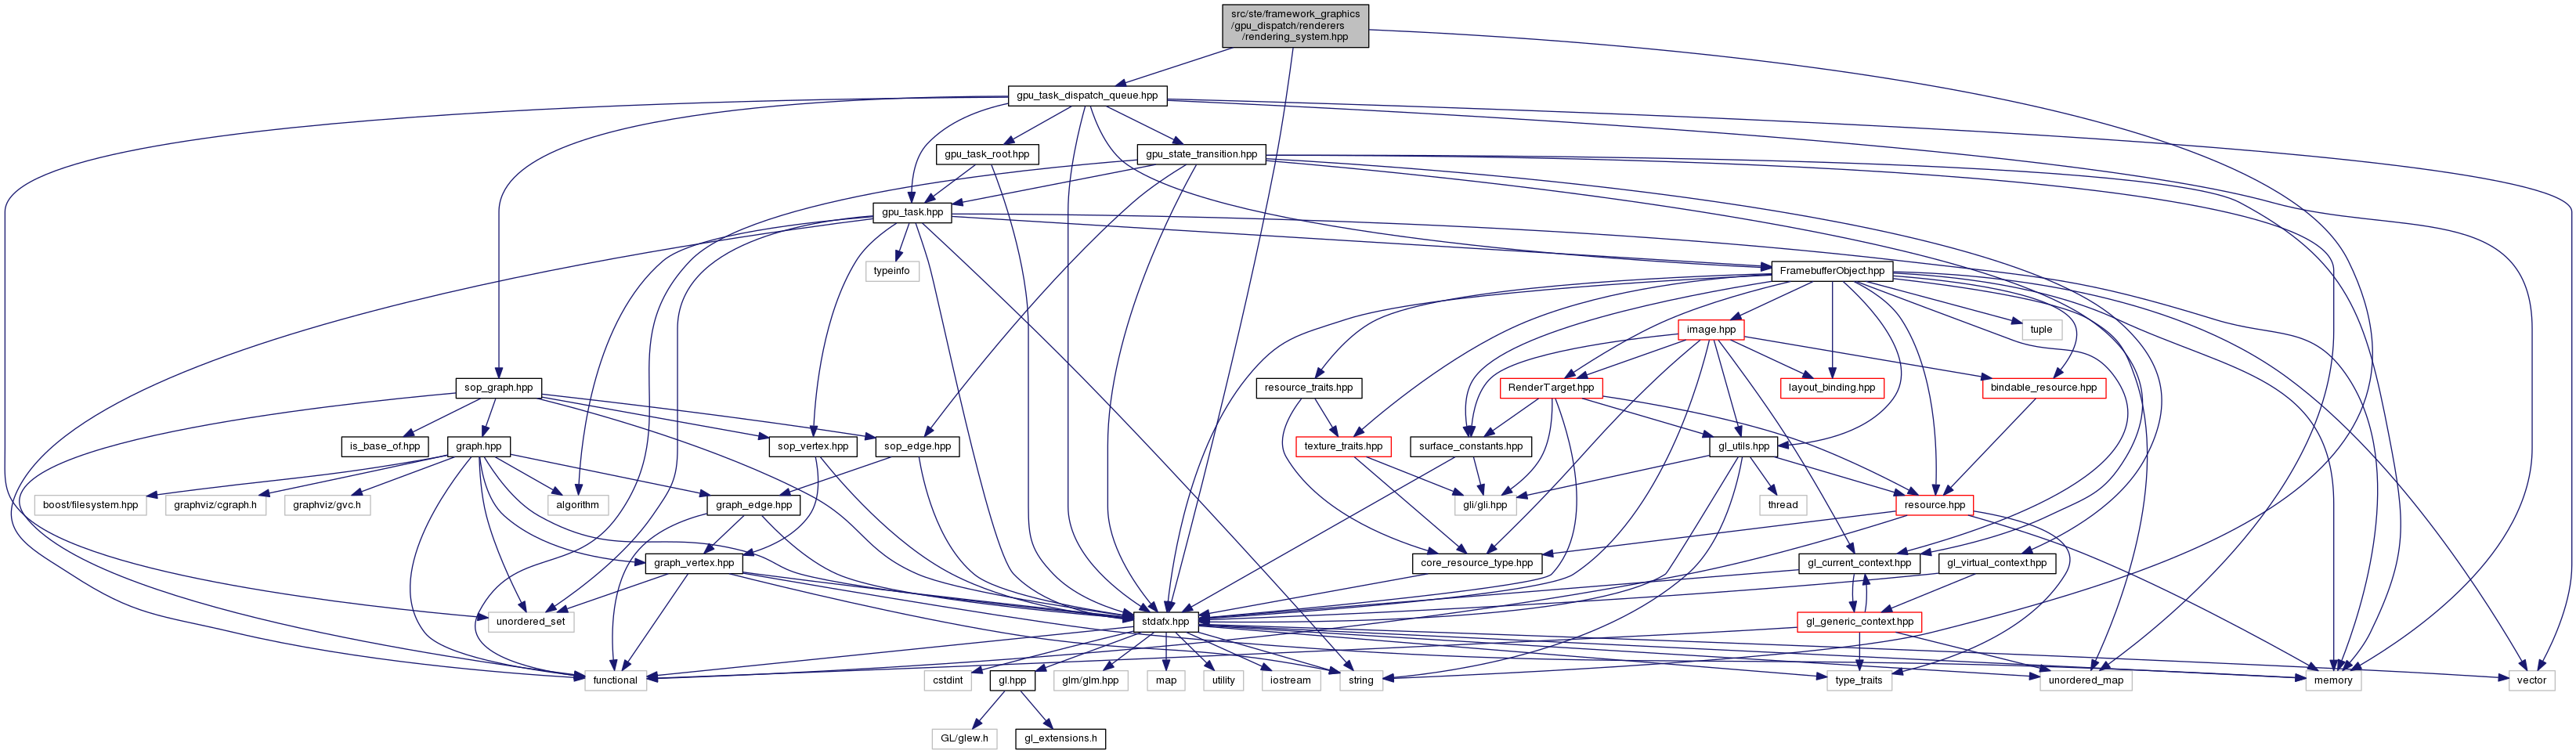 src/ste/framework_graphics
/gpu_dispatch/renderers
/rendering_system.hpp
gpu_task_dispatch_queue.hpp
gpu_task_root.hpp
gpu_state_transition.hpp
gpu_task.hpp
typeinfo
FramebufferObject.hpp
image.hpp
tuple
sop_graph.hpp
resource_traits.hpp
RenderTarget.hpp
layout_binding.hpp
bindable_resource.hpp
is_base_of.hpp
graph.hpp
sop_vertex.hpp
sop_edge.hpp
texture_traits.hpp
surface_constants.hpp
gl_utils.hpp
boost/filesystem.hpp
graphviz/cgraph.h
graphviz/gvc.h
algorithm
graph_edge.hpp
gli/gli.hpp
thread
resource.hpp
graph_vertex.hpp
core_resource_type.hpp
gl_current_context.hpp
gl_virtual_context.hpp
unordered_set
stdafx.hpp
gl_generic_context.hpp
functional
cstdint
gl.hpp
glm/glm.hpp
map
utility
iostream
string
type_traits
unordered_map
memory
vector
GL/glew.h
gl_extensions.h